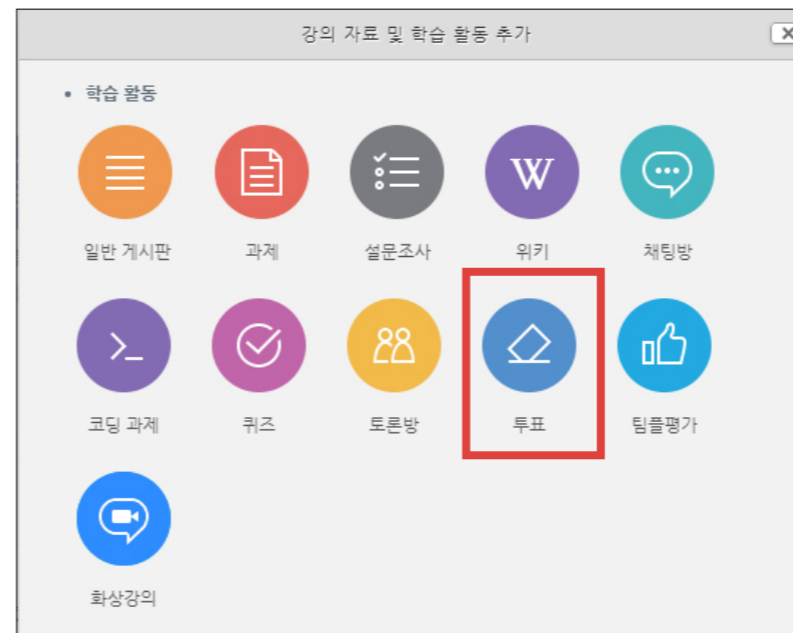 강의 자료 및 학습 활동 추가
학습 활동
일반 게시판 과제 설문조사 위키 채팅방
코딩 과제 퀴즈 토론방 투표 팀플평가
화상강의